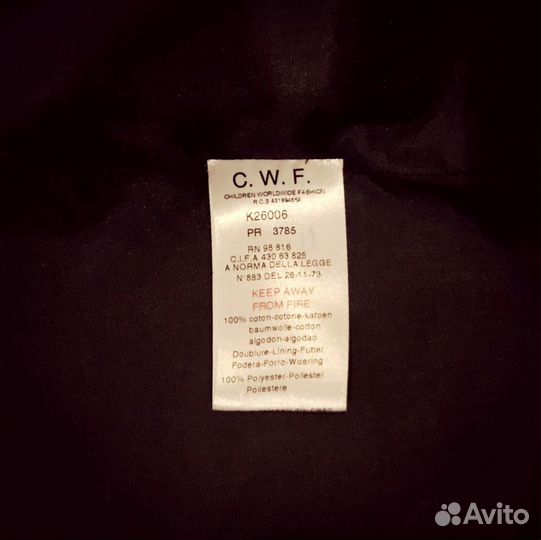 C. W. F.
CHILDREN WORLDWIDE FASHION
K26006
PR 3785
RN 98 816
C.I.F.A 430 63 825
A NORMA DELLA LEGGE
N°883 DEL 26-11-73
KEEP AWAY
FROM FIRE
100% coton-cotone-katoen
baumwolle-cotton
algodon-algodao
Doublure-Lining-Futter
Fodera-Forro-Woering
100% Polyester-Poliester
Poliestere
Avito